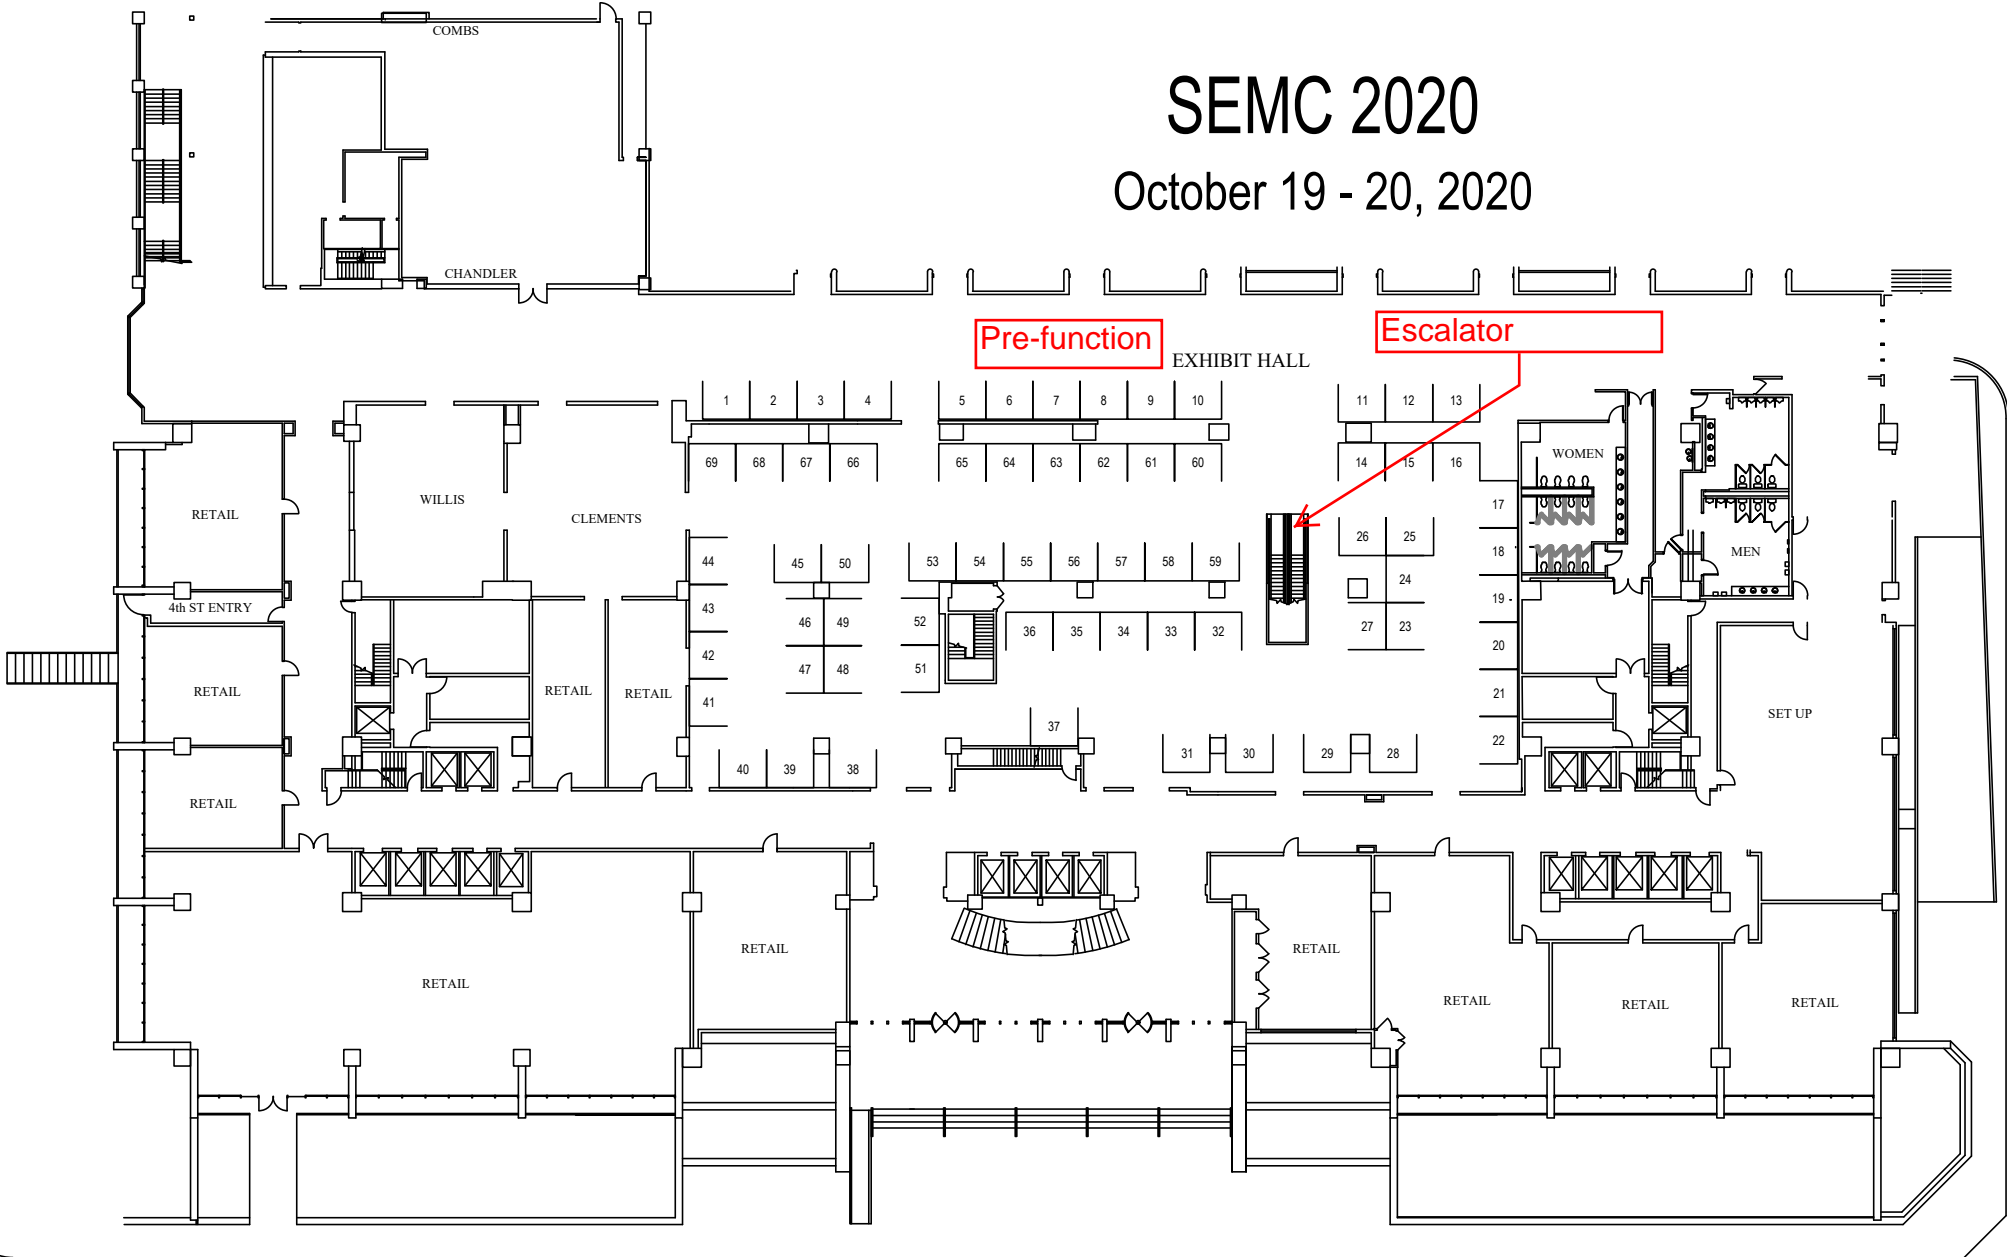 COMBS
SEMC 2020
October 19 - 20, 2020
CHANDLER
Pre-function
Escalator
EXHIBIT HALL
1 2 3 4 5 6 7 8 9 10 11 12 13
69 68 67 66 65 64 63 62 61 60 14 15 16
WOMEN
WILLIS
RETAIL
CLEMENTS
17
26 25
18
MEN
44 45 50 53 54 55 56 57 58 59
24
43
4th ST ENTRY
19
46 49 52 36 35 34 33 32 27 23
20
42 47 48 51
RETAIL
RETAIL
RETAIL
21
41
SET UP
37
22
40 39 38 31 30 29 28
RETAIL
RETAIL
RETAIL
RETAIL
RETAIL
RETAIL
RETAIL